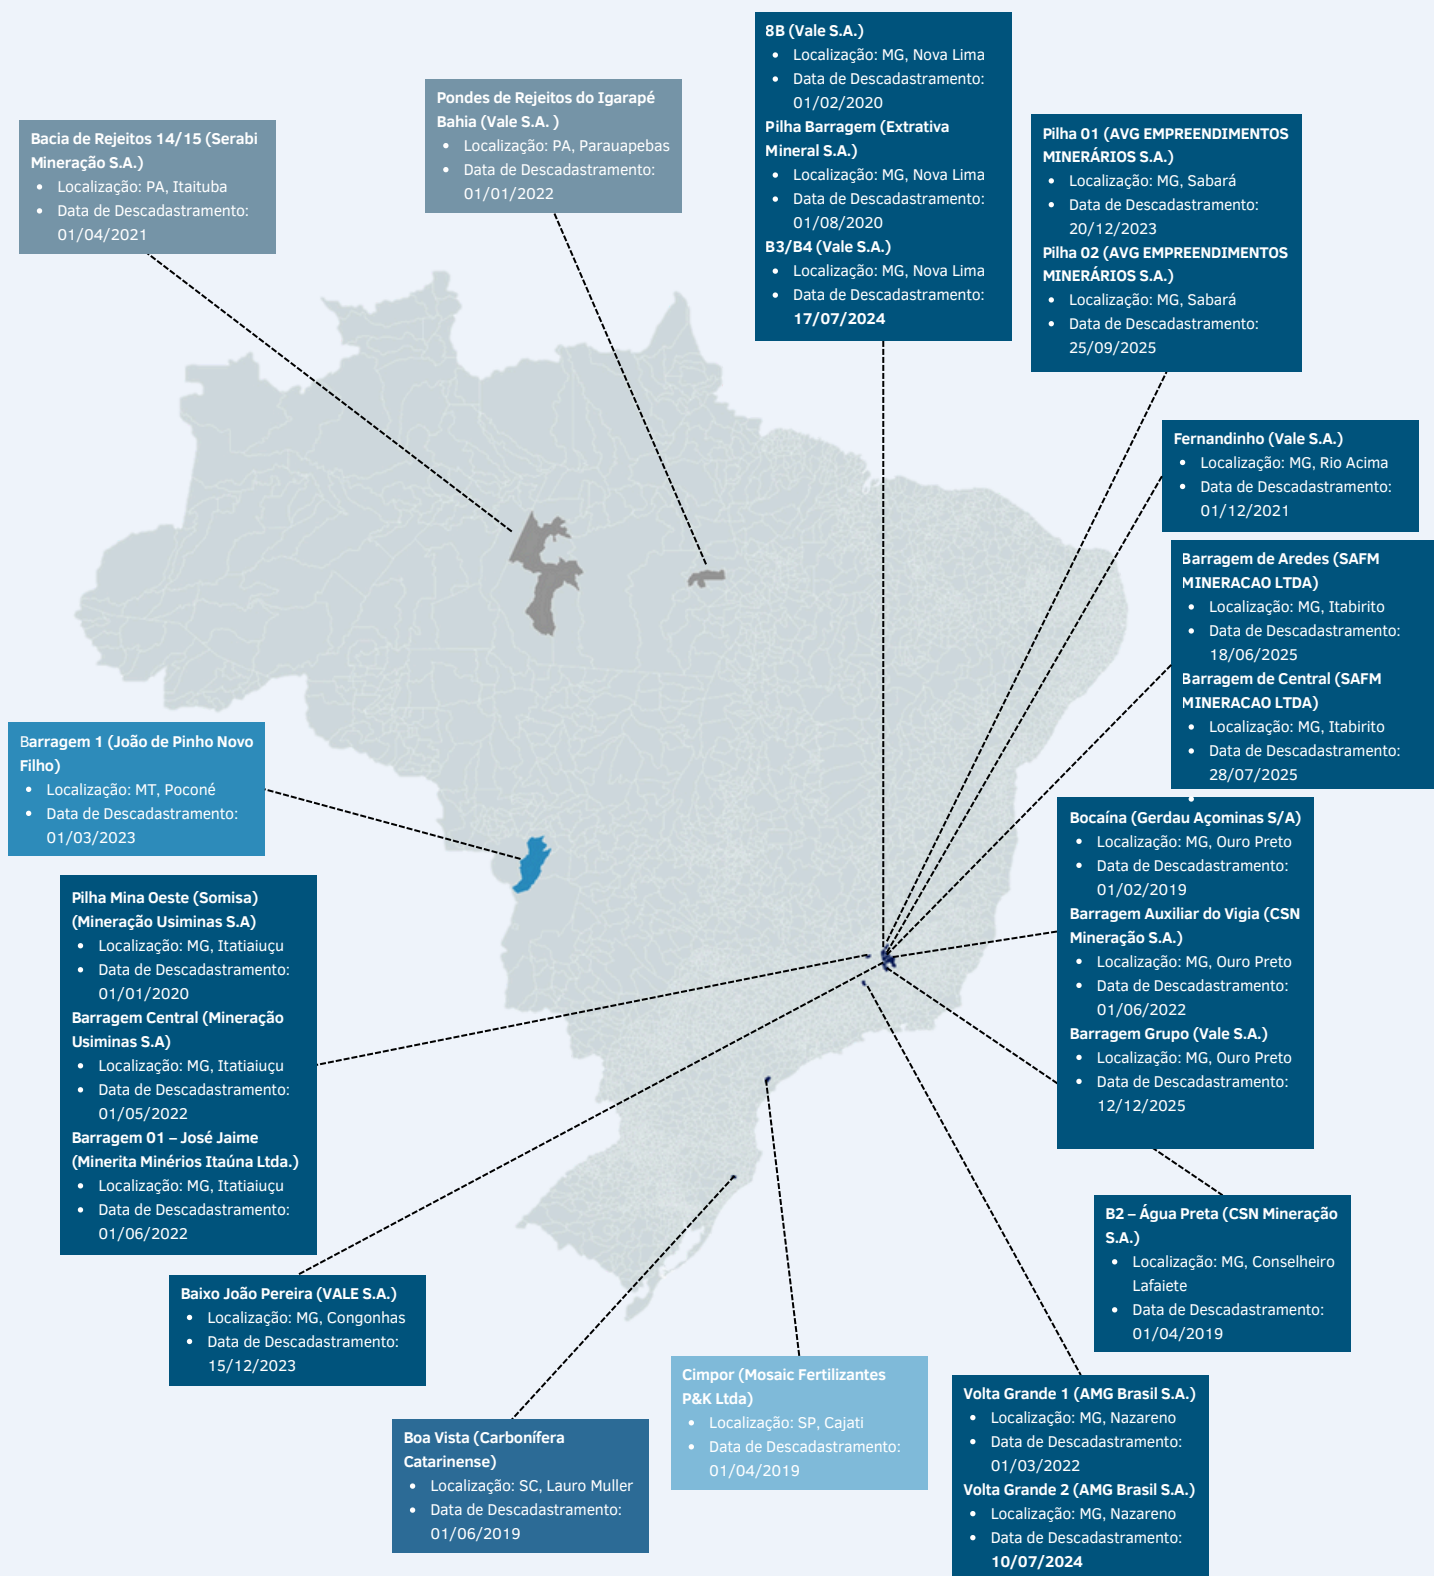 8B (Vale S.A.)
• Localização: MG, Nova Lima
• Data de Descadastramento:
01/02/2020
Pilha Barragem (Extrativa
Mineral S.A.)
• Localização: MG, Nova Lima
• Data de Descadastramento:
01/08/2020
B3/B4 (Vale S.A.)
• Localização: MG, Nova Lima
• Data de Descadastramento:
17/07/2024
Pondes de Rejeitos do Igarapé
Bahia (Vale S.A. )
• Localização: PA, Parauapebas
• Data de Descadastramento:
01/01/2022
Bacia de Rejeitos 14/15 (Serabi
Mineração S.A.)
• Localização: PA, Itaituba
• Data de Descadastramento:
01/04/2021
Pilha 01 (AVG EMPREENDIMENTOS
MINERÁRIOS S.A.)
• Localização: MG, Sabará
• Data de Descadastramento:
20/12/2023
Pilha 02 (AVG EMPREENDIMENTOS
MINERÁRIOS S.A.)
• Localização: MG, Sabará
• Data de Descadastramento:
25/09/2025
Fernandinho (Vale S.A.)
• Localização: MG, Rio Acima
• Data de Descadastramento:
01/12/2021
Barragem de Aredes (SAFM
MINERACAO LTDA)
• Localização: MG, Itabirito
• Data de Descadastramento:
18/06/2025
Barragem de Central (SAFM
MINERACAO LTDA)
• Localização: MG, Itabirito
• Data de Descadastramento:
28/07/2025
Barragem 1 (João de Pinho Novo
Filho)
• Localização: MT, Poconé
• Data de Descadastramento:
01/03/2023
•
Bocaína (Gerdau Açominas S/A)
• Localização: MG, Ouro Preto
• Data de Descadastramento:
01/02/2019
Barragem Auxiliar do Vigia (CSN
Mineração S.A.)
• Localização: MG, Ouro Preto
• Data de Descadastramento:
01/06/2022
Barragem Grupo (Vale S.A.)
• Localização: MG, Ouro Preto
• Data de Descadastramento:
12/12/2025
Pilha Mina Oeste (Somisa)
(Mineração Usiminas S.A)
• Localização: MG, Itatiaiuçu
• Data de Descadastramento:
01/01/2020
Barragem Central (Mineração
Usiminas S.A)
• Localização: MG, Itatiaiuçu
• Data de Descadastramento:
01/05/2022
Barragem 01 – José Jaime
(Minerita Minérios Itaúna Ltda.)
• Localização: MG, Itatiaiuçu
• Data de Descadastramento:
01/06/2022
B2 – Água Preta (CSN Mineração
S.A.)
• Localização: MG, Conselheiro
Lafaiete
• Data de Descadastramento:
01/04/2019
Baixo João Pereira (VALE S.A.)
• Localização: MG, Congonhas
• Data de Descadastramento:
15/12/2023
Cimpor (Mosaic Fertilizantes
P&K Ltda)
• Localização: SP, Cajati
• Data de Descadastramento:
01/04/2019
Volta Grande 1 (AMG Brasil S.A.)
• Localização: MG, Nazareno
• Data de Descadastramento:
01/03/2022
Volta Grande 2 (AMG Brasil S.A.)
• Localização: MG, Nazareno
• Data de Descadastramento:
10/07/2024
Boa Vista (Carbonífera
Catarinense)
• Localização: SC, Lauro Muller
• Data de Descadastramento:
01/06/2019